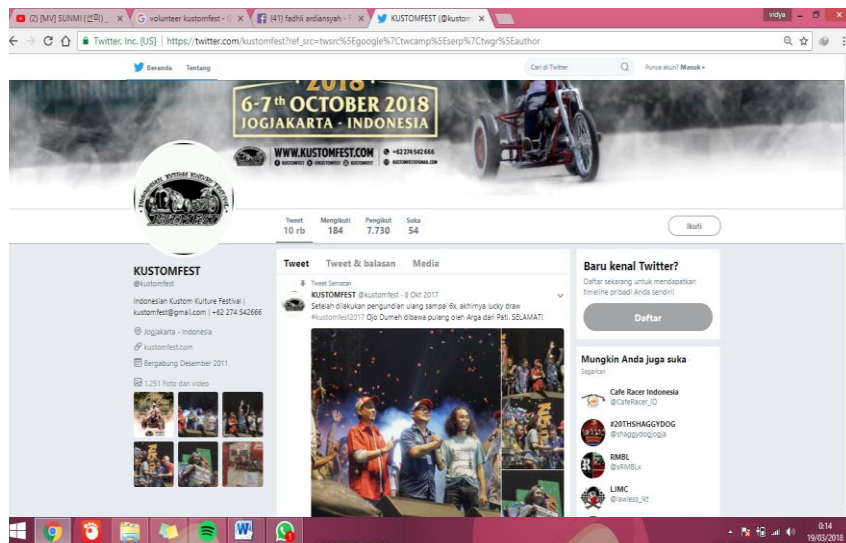 (2) [MV] SUNMI (선미)_
volunteer kustomfest - G
(41) fadhli ardiansyah - F
KUSTOMFEST (@kustom
vidya
Twitter, Inc. [US] | https://twitter.com/kustomfest?ref_src=twsrc%5Egoogle%7Ctwcamp%5Eserp%7Ctwgr%5Eauthor
Beranda Tentang
Cari di Twitter
Punya akun? Masuk
2018
6-7th OCTOBER 2018
JOGJAKARTA - INDONESIA
WWW.KUSTOMFEST.COM
+62 274 542 666
KUSTOMFEST@GMAIL.COM
KUSTOMFEST
Tweet Mengikuti Pengikut Suka
10 rb 184 7.730 54
Ikuti
KUSTOMFEST
@kustomfest
Indonesian Kustom Kulture Festival |
kustomfest@gmail.com | +62 274 542666
Jogjakarta - Indonesia
kustomfest.com
Bergabung Desember 2011
1.251 Foto dan video
Tweet Tweet & balasan Media
Tweet Sematan
KUSTOMFEST @kustomfest · 8 Okt 2017
Setelah dilakukan pengundian ulang sampai 6x, akhirnya lucky draw
#kustomfest2017 Ojo Dumeh dibawa pulang oleh Arga dari Pati. SELAMAT!
Baru kenal Twitter?
Daftar sekarang untuk mendapatkan
timeline pribadi Anda sendiri!
Daftar
Mungkin Anda juga suka ·
Segarkan
Cafe Racer Indonesia
@CafeRacer_ID
#20THSHAGGYDOG
@shaggydogjogja
RMBL
@xRMBLx
LJMC
@lawless_jkt
0:14
19/03/2018